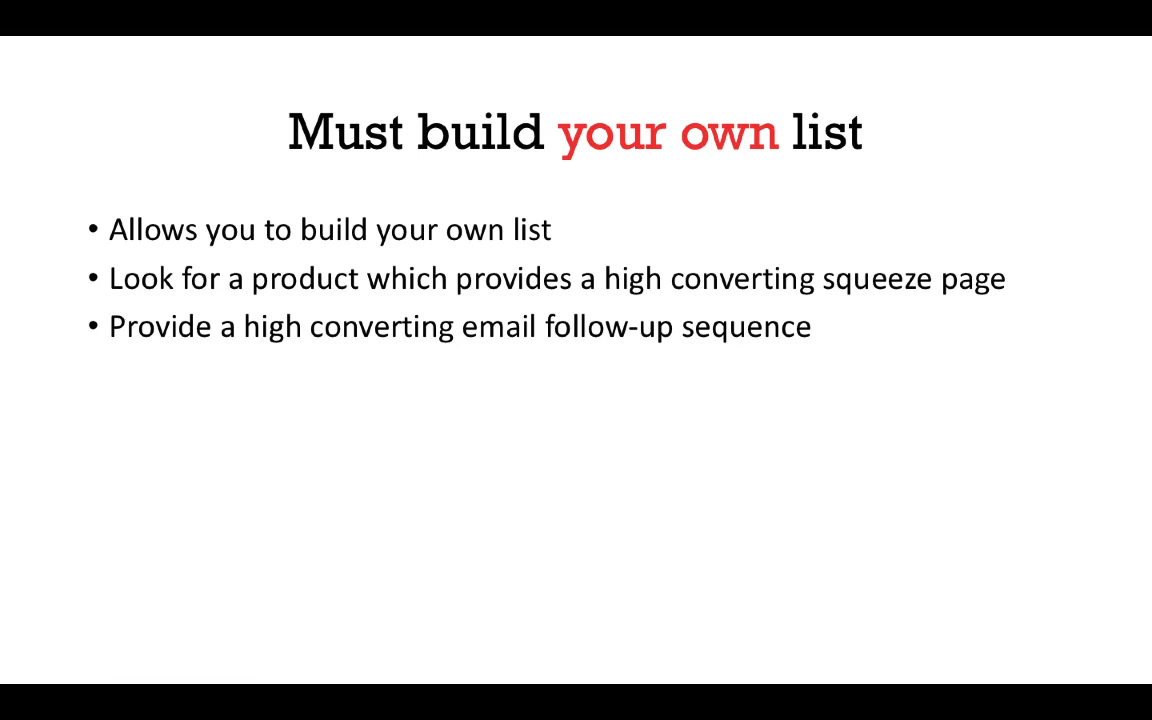 Must build your own list
• Allows you to build your own list
• Look for a product which provides a high converting squeeze page
• Provide a high converting email follow-up sequence